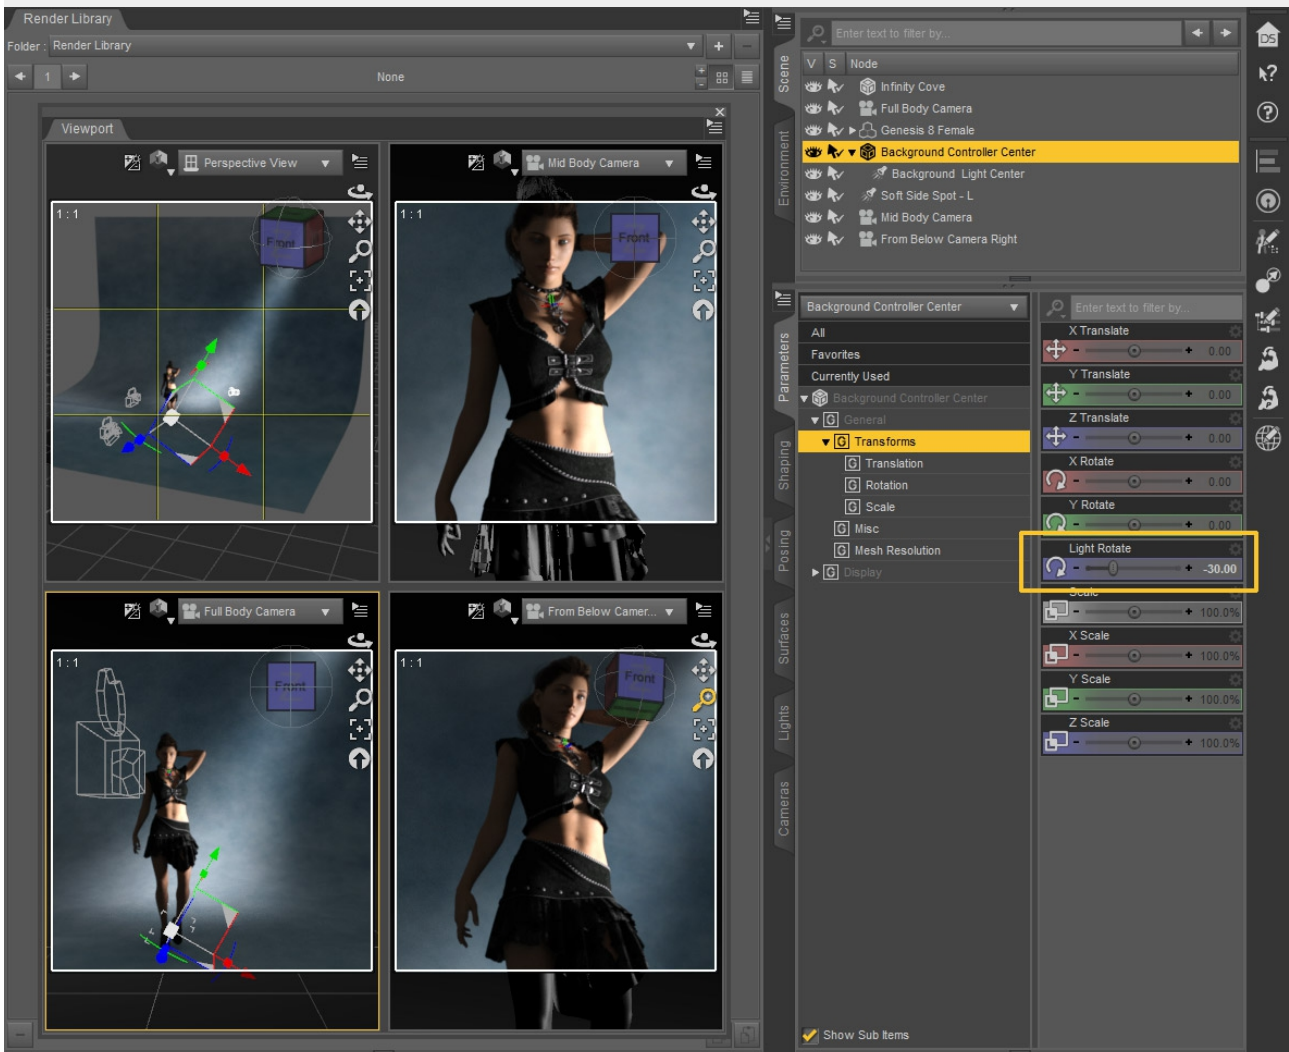 Render Library
Folder : Render Library
1
None
Viewport
Perspective View
1 : 1
Front
Mid Body Camera
1 : 1
Front
Full Body Camera
1 : 1
Front
From Below Camer...
1 : 1
Front
Scene
Environment
Enter text to filter by...
V S Node
Infinity Cove
Full Body Camera
Genesis 8 Female
Background Controller Center
Background Light Center
Soft Side Spot - L
Mid Body Camera
From Below Camera Right
Parameters
Shaping
Posing
Surfaces
Lights
Cameras
Background Controller Center
All
Favorites
Currently Used
Background Controller Center
G General
G Transforms
G Translation
G Rotation
G Scale
G Misc
G Mesh Resolution
G Display
Show Sub Items
Enter text to filter by...
X Translate
- + 0.00
Y Translate
- + 0.00
Z Translate
- + 0.00
X Rotate
- + 0.00
Y Rotate
- + 0.00
Light Rotate
- + -30.00
Scale
- + 100.0%
X Scale
- + 100.0%
Y Scale
- + 100.0%
Z Scale
- + 100.0%
DS
?
?